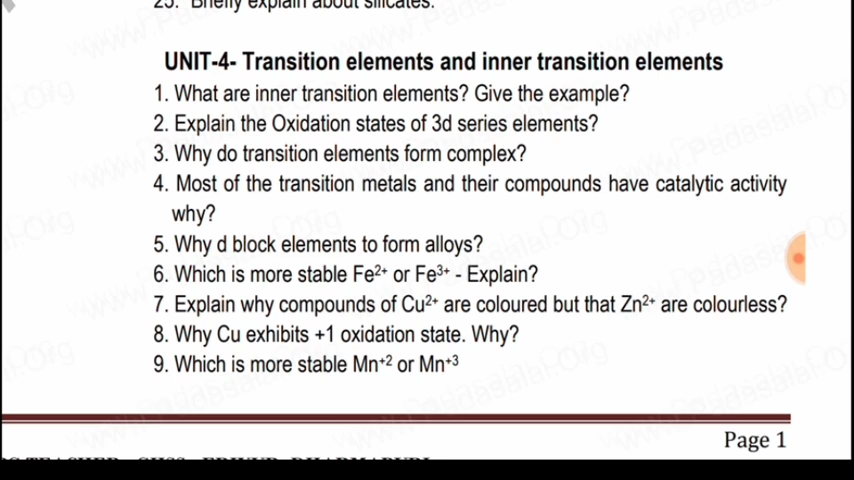 25. Briefly explain about silicates.
UNIT-4- Transition elements and inner transition elements
1. What are inner transition elements? Give the example?
2. Explain the Oxidation states of 3d series elements?
3. Why do transition elements form complex?
4. Most of the transition metals and their compounds have catalytic activity
why?
5. Why d block elements to form alloys?
6. Which is more stable Fe²⁺ or Fe³⁺ - Explain?
7. Explain why compounds of Cu²⁺ are coloured but that Zn²⁺ are colourless?
8. Why Cu exhibits +1 oxidation state. Why?
9. Which is more stable Mn⁺² or Mn⁺³
Page 1